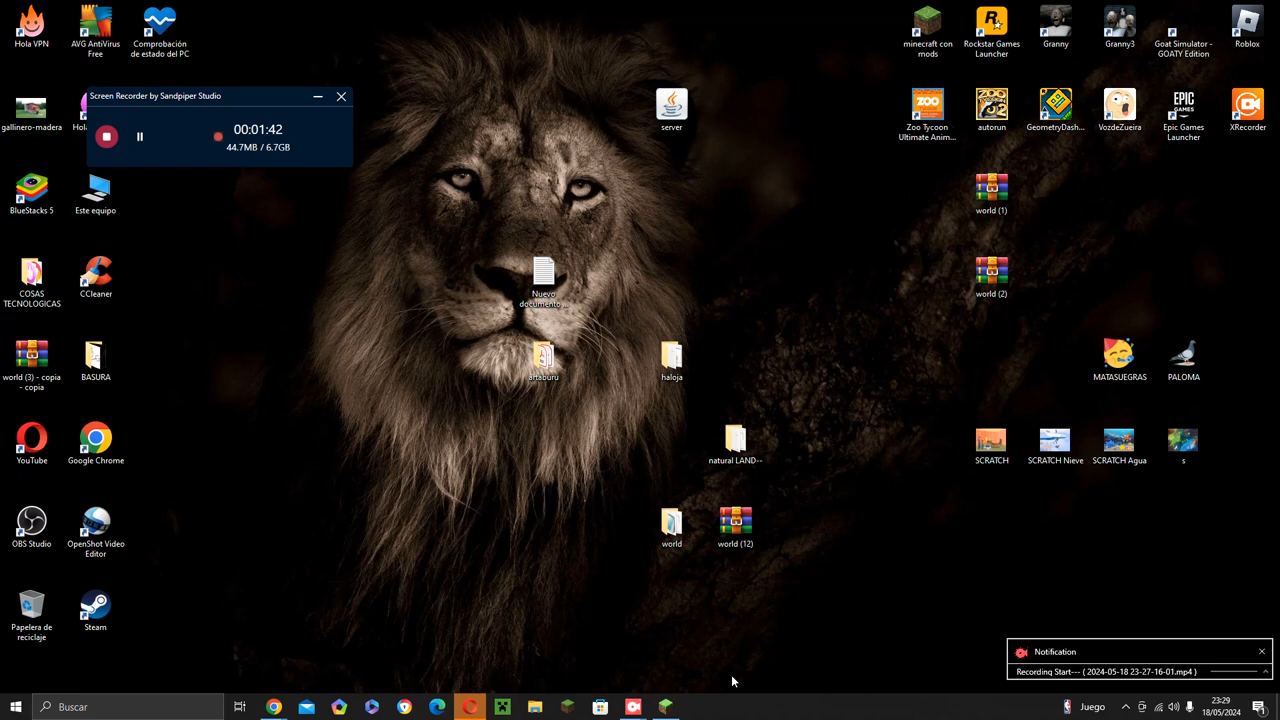 Hola VPN
AVG AntiVirus
Free
Comprobación
de estado del PC
minecraft con
mods
Rockstar Games
Launcher
Granny
Granny3
Goat Simulator -
GOATY Edition
Roblox
Screen Recorder by Sandpiper Studio
00:01:42
44.7MB / 6.7GB
gallinero-madera
Hola
server
Zoo Tycoon
Ultimate Anim...
autorun
GeometryDash...
VozdeZueira
Epic Games
Launcher
XRecorder
BlueStacks 5
Este equipo
world (1)
COSAS
TECNOLOGICAS
CCleaner
Nuevo
documento ...
world (2)
world (3) - copia
- copia
BASURA
artaburu
haloja
MATASUEGRAS
PALOMA
YouTube
Google Chrome
natural LAND--
SCRATCH
SCRATCH Nieve
SCRATCH Agua
s
OBS Studio
OpenShot Video
Editor
world
world (12)
Papelera de
reciclaje
Steam
Notification
Recording Start--- ( 2024-05-18 23-27-16-01.mp4 )
Buscar
Juego
23:29
18/05/2024